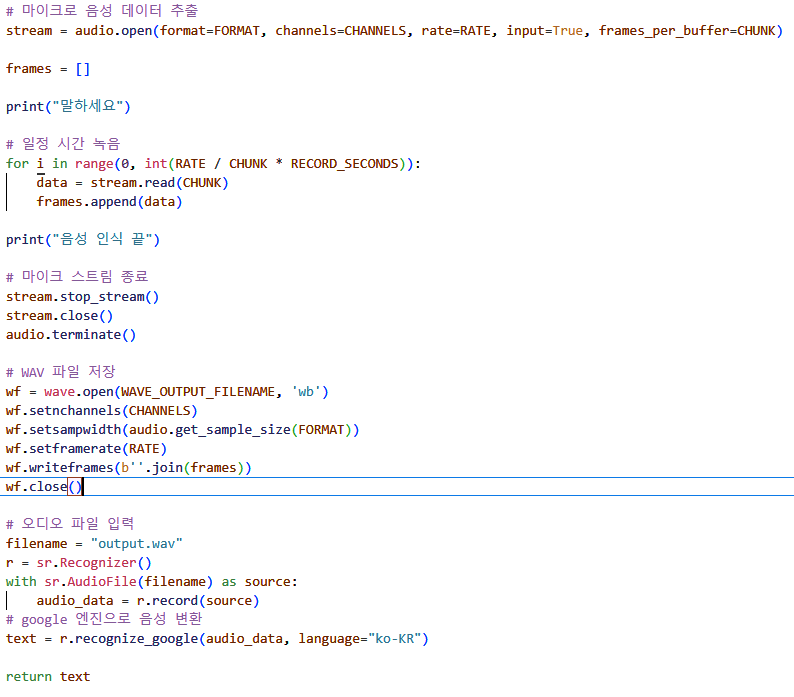 # 마이크로 음성 데이터 추출
stream = audio.open(format=FORMAT, channels=CHANNELS, rate=RATE, input=True, frames_per_buffer=CHUNK)
frames = []
print("말하세요")
# 일정 시간 녹음
for i in range(0, int(RATE / CHUNK * RECORD_SECONDS)):
    data = stream.read(CHUNK)
    frames.append(data)
print("음성 인식 끝")
# 마이크 스트림 종료
stream.stop_stream()
stream.close()
audio.terminate()
# WAV 파일 저장
wf = wave.open(WAVE_OUTPUT_FILENAME, 'wb')
wf.setnchannels(CHANNELS)
wf.setsampwidth(audio.get_sample_size(FORMAT))
wf.setframerate(RATE)
wf.writeframes(b''.join(frames))
wf.close()
# 오디오 파일 입력
filename = "output.wav"
r = sr.Recognizer()
with sr.AudioFile(filename) as source:
    audio_data = r.record(source)
# google 엔진으로 음성 변환
text = r.recognize_google(audio_data, language="ko-KR")
return text